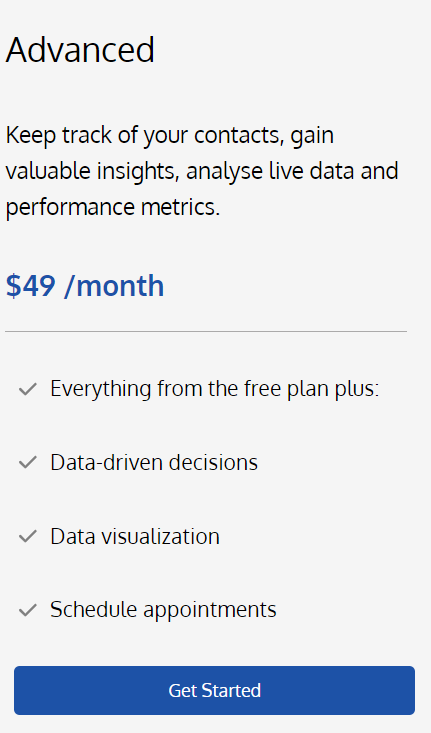 Advanced
Keep track of your contacts, gain
valuable insights, analyse live data and
performance metrics.
$49 /month
Everything from the free plan plus:
Data-driven decisions
Data visualization
Schedule appointments
Get Started